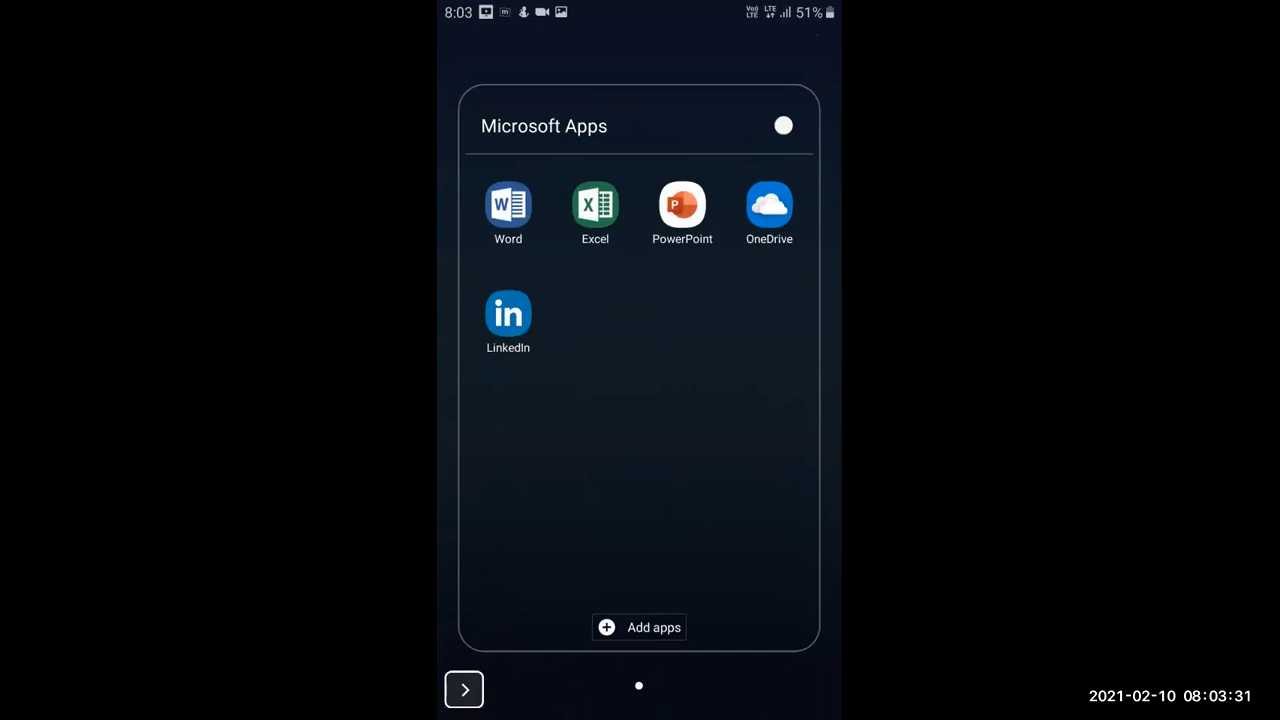 8:03 51%
Microsoft Apps
Word Excel PowerPoint OneDrive
LinkedIn
Add apps
2021-02-10 08:03:31